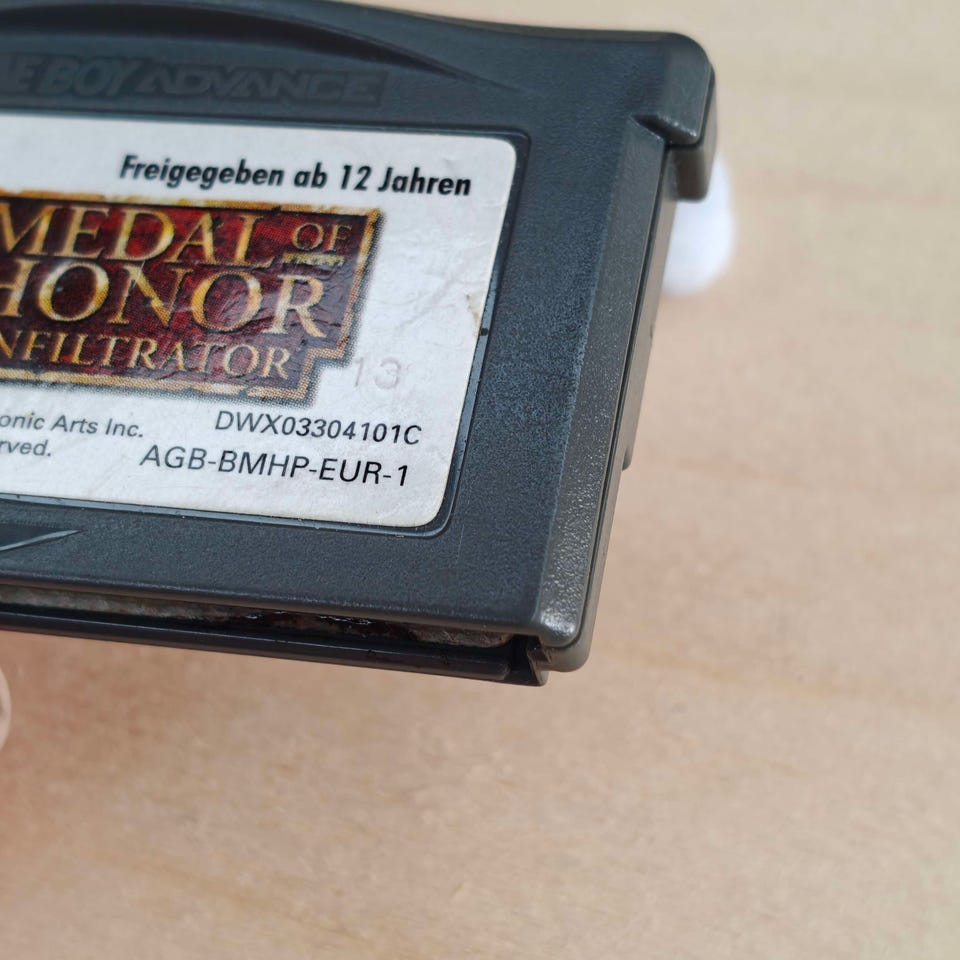 AE BOY ADVANCE
Freigegeben ab 12 Jahren
MEDAL OF
HONOR
NFILTRATOR
13
onic Arts Inc.
DWX03304101C
rved.
AGB-BMHP-EUR-1